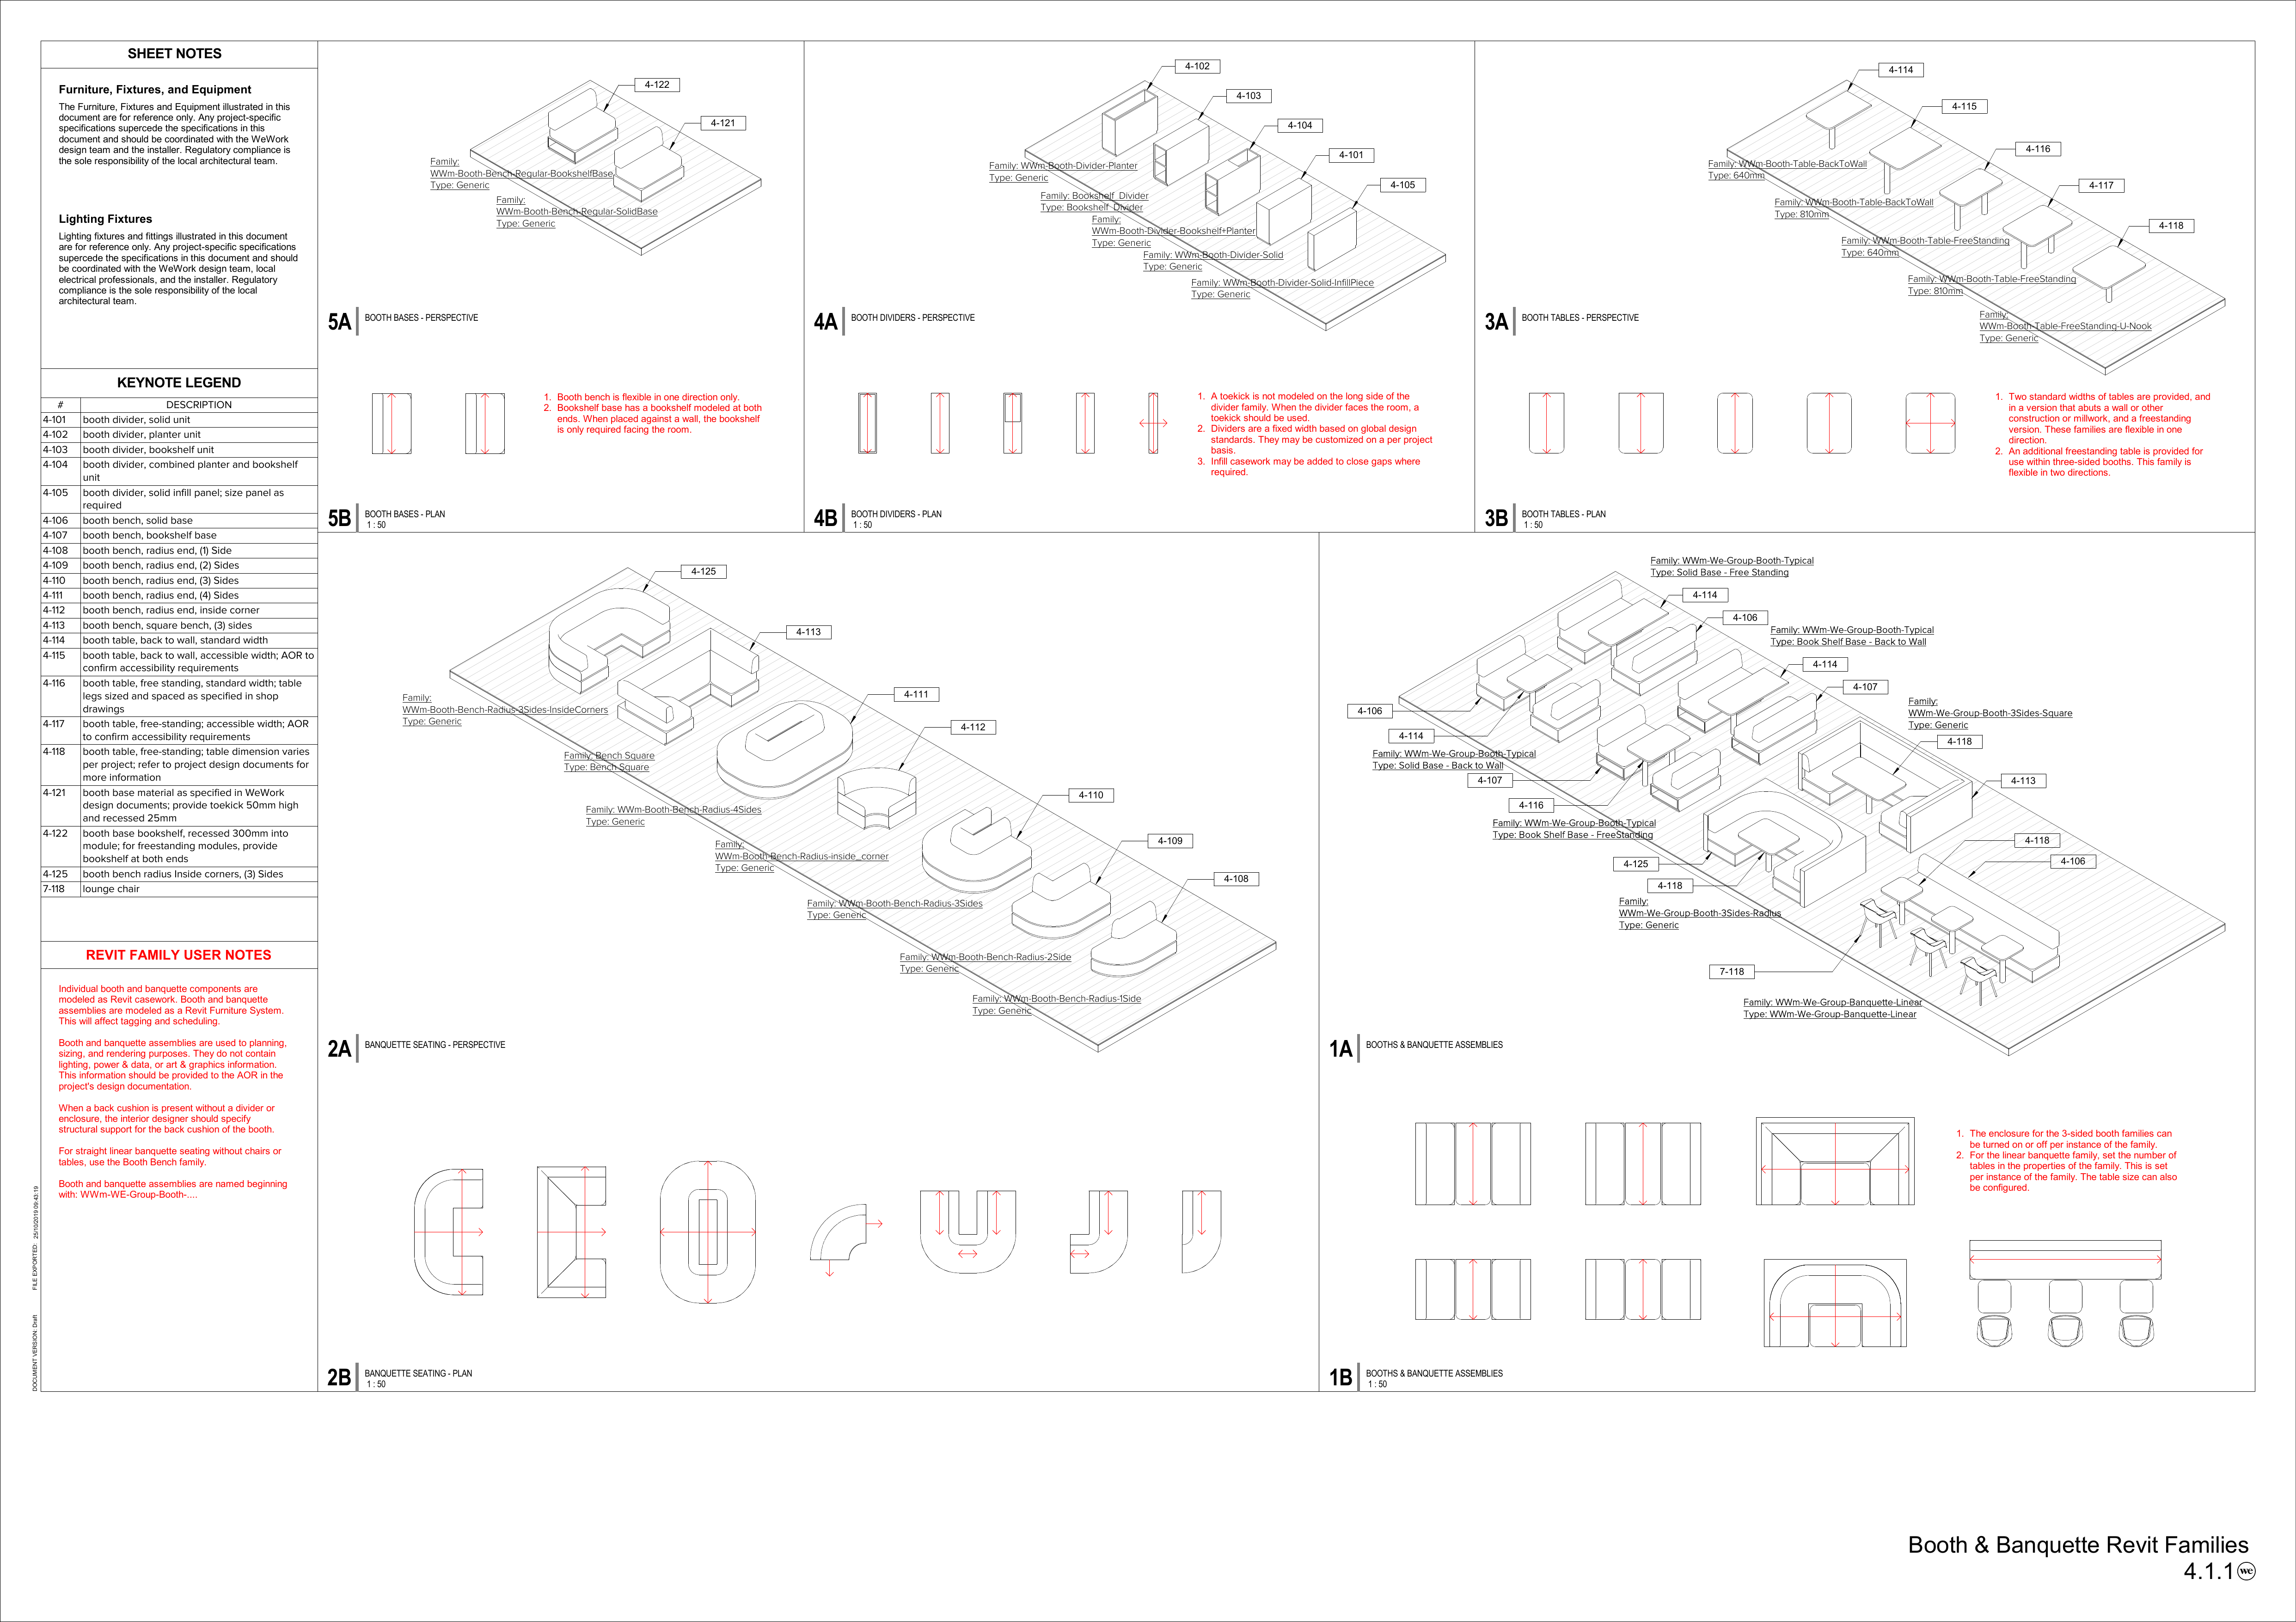 SHEET NOTES
Furniture, Fixtures, and Equipment
The Furniture, Fixtures and Equipment illustrated in this
document are for reference only. Any project-specific
specifications supercede the specifications in this
document and should be coordinated with the WeWork
design team and the installer. Regulatory compliance is
the sole responsibility of the local architectural team.
Lighting Fixtures
Lighting fixtures and fittings illustrated in this document
are for reference only. Any project-specific specifications
supercede the specifications in this document and should
be coordinated with the WeWork design team, local
electrical professionals, and the installer. Regulatory
compliance is the sole responsibility of the local
architectural team.
KEYNOTE LEGEND
# DESCRIPTION
4-101 booth divider, solid unit
4-102 booth divider, planter unit
4-103 booth divider, bookshelf unit
4-104 booth divider, combined planter and bookshelf
unit
4-105 booth divider, solid infill panel; size panel as
required
4-106 booth bench, solid base
4-107 booth bench, bookshelf base
4-108 booth bench, radius end, (1) Side
4-109 booth bench, radius end, (2) Sides
4-110 booth bench, radius end, (3) Sides
4-111 booth bench, radius end, (4) Sides
4-112 booth bench, radius end, inside corner
4-113 booth bench, square bench, (3) sides
4-114 booth table, back to wall, standard width
4-115 booth table, back to wall, accessible width; AOR to
confirm accessibility requirements
4-116 booth table, free standing, standard width; table
legs sized and spaced as specified in shop
drawings
4-117 booth table, free-standing; accessible width; AOR
to confirm accessibility requirements
4-118 booth table, free-standing; table dimension varies
per project; refer to project design documents for
more information
4-121 booth base material as specified in WeWork
design documents; provide toekick 50mm high
and recessed 25mm
4-122 booth base bookshelf, recessed 300mm into
module; for freestanding modules, provide
bookshelf at both ends
4-125 booth bench radius Inside corners, (3) Sides
7-118 lounge chair
REVIT FAMILY USER NOTES
Individual booth and banquette components are
modeled as Revit casework. Booth and banquette
assemblies are modeled as a Revit Furniture System.
This will affect tagging and scheduling.
Booth and banquette assemblies are used to planning,
sizing, and rendering purposes. They do not contain
lighting, power & data, or art & graphics information.
This information should be provided to the AOR in the
project's design documentation.
When a back cushion is present without a divider or
enclosure, the interior designer should specify
structural support for the back cushion of the booth.
For straight linear banquette seating without chairs or
tables, use the Booth Bench family.
Booth and banquette assemblies are named beginning
with: WWm-WE-Group-Booth-....
DOCUMENT VERSION: Draft FILE EXPORTED: 25/10/2019 09:43:19
4-122
4-121
Family:
WWm-Booth-Bench-Regular-BookshelfBase
Type: Generic
Family:
WWm-Booth-Bench-Regular-SolidBase
Type: Generic
5A BOOTH BASES - PERSPECTIVE
1. Booth bench is flexible in one direction only.
2. Bookshelf base has a bookshelf modeled at both
ends. When placed against a wall, the bookshelf
is only required facing the room.
5B BOOTH BASES - PLAN
1 : 50
4-102
4-103
4-104
4-101
4-105
Family: WWm-Booth-Divider-Planter
Type: Generic
Family: Bookshelf_Divider
Type: Bookshelf_Divider
Family:
WWm-Booth-Divider-Bookshelf+Planter
Type: Generic
Family: WWm-Booth-Divider-Solid
Type: Generic
Family: WWm-Booth-Divider-Solid-InfillPiece
Type: Generic
4A BOOTH DIVIDERS - PERSPECTIVE
1. A toekick is not modeled on the long side of the
divider family. When the divider faces the room, a
toekick should be used.
2. Dividers are a fixed width based on global design
standards. They may be customized on a per project
basis.
3. Infill casework may be added to close gaps where
required.
4B BOOTH DIVIDERS - PLAN
1 : 50
4-114
4-115
4-116
4-117
4-118
Family: WWm-Booth-Table-BackToWall
Type: 640mm
Family: WWm-Booth-Table-BackToWall
Type: 810mm
Family: WWm-Booth-Table-FreeStanding
Type: 640mm
Family: WWm-Booth-Table-FreeStanding
Type: 810mm
Family:
WWm-Booth-Table-FreeStanding-U-Nook
Type: Generic
3A BOOTH TABLES - PERSPECTIVE
1. Two standard widths of tables are provided, and
in a version that abuts a wall or other
construction or millwork, and a freestanding
version. These families are flexible in one
direction.
2. An additional freestanding table is provided for
use within three-sided booths. This family is
flexible in two directions.
3B BOOTH TABLES - PLAN
1 : 50
4-125
4-113
4-111
4-112
4-110
4-109
4-108
Family:
WWm-Booth-Bench-Radius-3Sides-InsideCorners
Type: Generic
Family: Bench Square
Type: Bench Square
Family: WWm-Booth-Bench-Radius-4Sides
Type: Generic
Family:
WWm-Booth-Bench-Radius-inside_corner
Type: Generic
Family: WWm-Booth-Bench-Radius-3Sides
Type: Generic
Family: WWm-Booth-Bench-Radius-2Side
Type: Generic
Family: WWm-Booth-Bench-Radius-1Side
Type: Generic
2A BANQUETTE SEATING - PERSPECTIVE
2B BANQUETTE SEATING - PLAN
1 : 50
Family: WWm-We-Group-Booth-Typical
Type: Solid Base - Free Standing
4-114
4-106
Family: WWm-We-Group-Booth-Typical
Type: Book Shelf Base - Back to Wall
4-114
4-107
Family:
WWm-We-Group-Booth-3Sides-Square
Type: Generic
4-118
4-113
4-106
4-114
Family: WWm-We-Group-Booth-Typical
Type: Solid Base - Back to Wall
4-107
4-116
Family: WWm-We-Group-Booth-Typical
Type: Book Shelf Base - FreeStanding
4-118
4-106
4-125
4-118
Family:
WWm-We-Group-Booth-3Sides-Radius
Type: Generic
7-118
Family: WWm-We-Group-Banquette-Linear
Type: WWm-We-Group-Banquette-Linear
1A BOOTHS & BANQUETTE ASSEMBLIES
1. The enclosure for the 3-sided booth families can
be turned on or off per instance of the family.
2. For the linear banquette family, set the number of
tables in the properties of the family. This is set
per instance of the family. The table size can also
be configured.
1B BOOTHS & BANQUETTE ASSEMBLIES
1 : 50
Booth & Banquette Revit Families
4.1.1 we